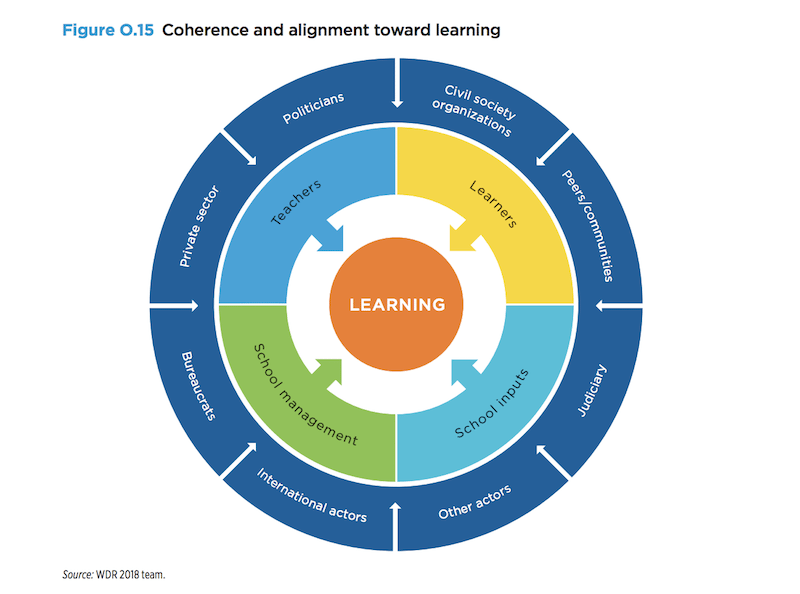 Figure O.15 Coherence and alignment toward learning
Politicians
Civil society
organizations
Peers/communities
Judiciary
Other actors
International actors
Bureaucrats
Private sector
Teachers
Learners
School inputs
School management
LEARNING
Source: WDR 2018 team.